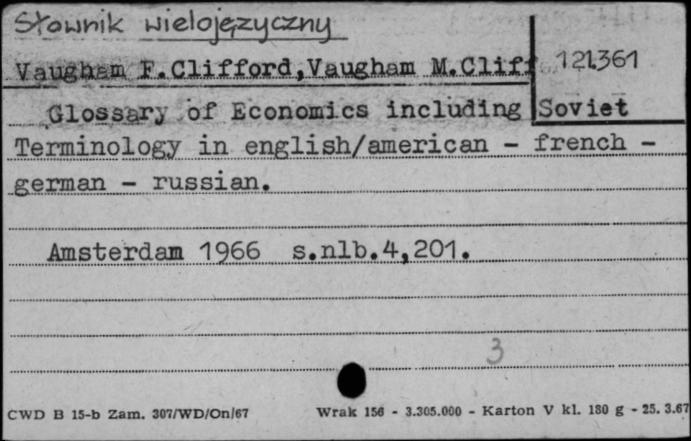 Słownik wielojęzyczny
Vaugham F.Clifford,Vaugham M.Cliff 121361
Glossary of Economics including Soviet
Terminology in english/american - french -
german - russian.
Amsterdam 1966 s.nlb.4,201.
3
CWD B 15-b Zam. 307/WD/On/67 Wrak 156 - 3.305.000 - Karton V kl. 180 g - 25. 3.67